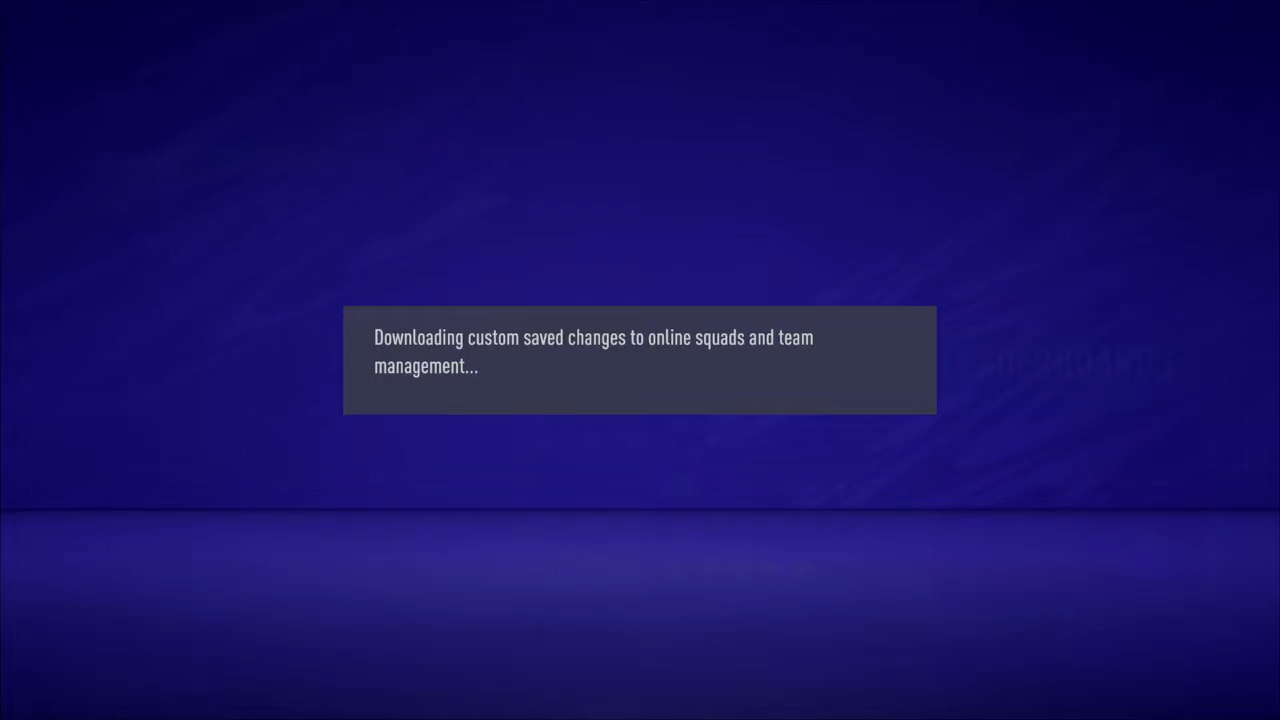 Downloading custom saved changes to online squads and team
management...